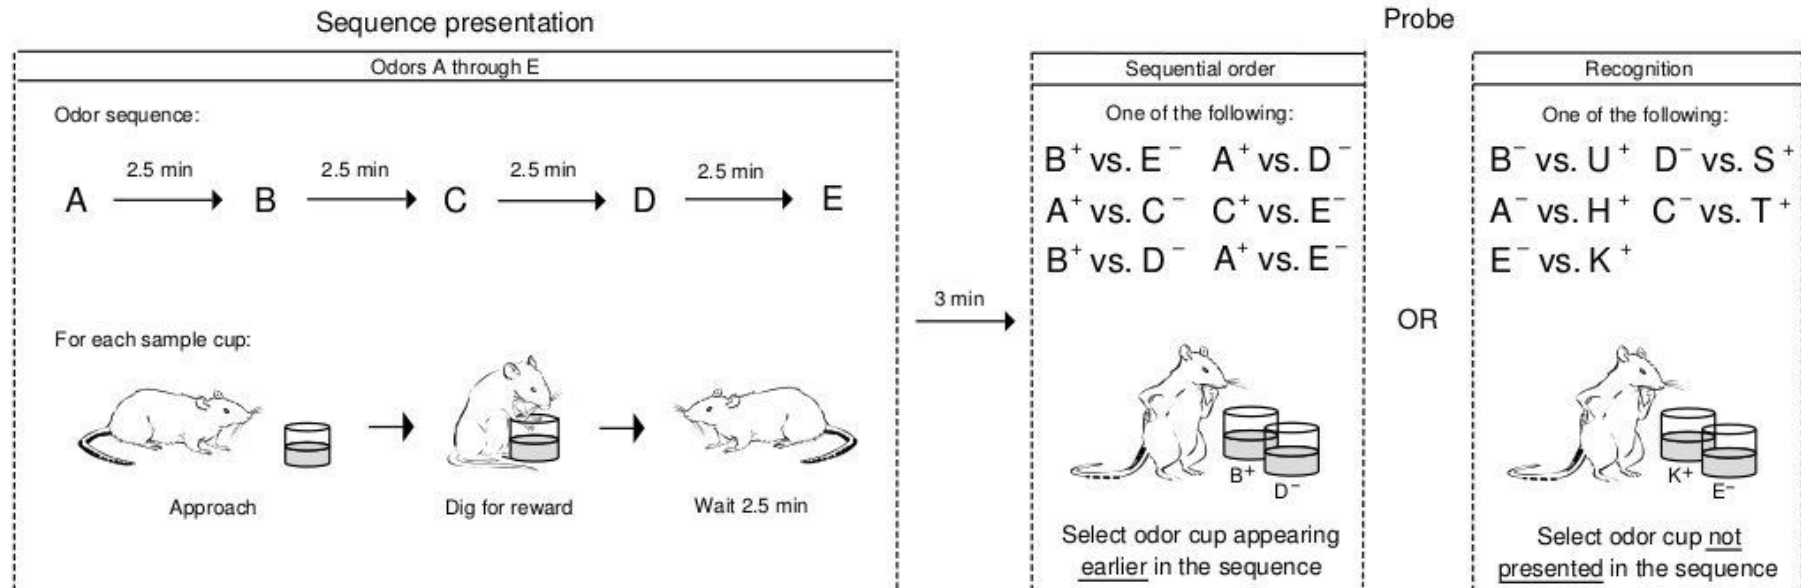 Sequence presentation
Odors A through E
Odor sequence:
2.5 min 2.5 min 2.5 min 2.5 min
A B C D E
For each sample cup:
Approach Dig for reward Wait 2.5 min
3 min
Probe
Sequential order
One of the following:
B⁺ vs. E⁻ A⁺ vs. D⁻
A⁺ vs. C⁻ C⁺ vs. E⁻
B⁺ vs. D⁻ A⁺ vs. E⁻
B⁺
D⁻
Select odor cup appearing
earlier in the sequence
OR
Recognition
One of the following:
B⁻ vs. U⁺ D⁻ vs. S⁺
A⁻ vs. H⁺ C⁻ vs. T⁺
E⁻ vs. K⁺
K⁺
E⁻
Select odor cup not
presented in the sequence